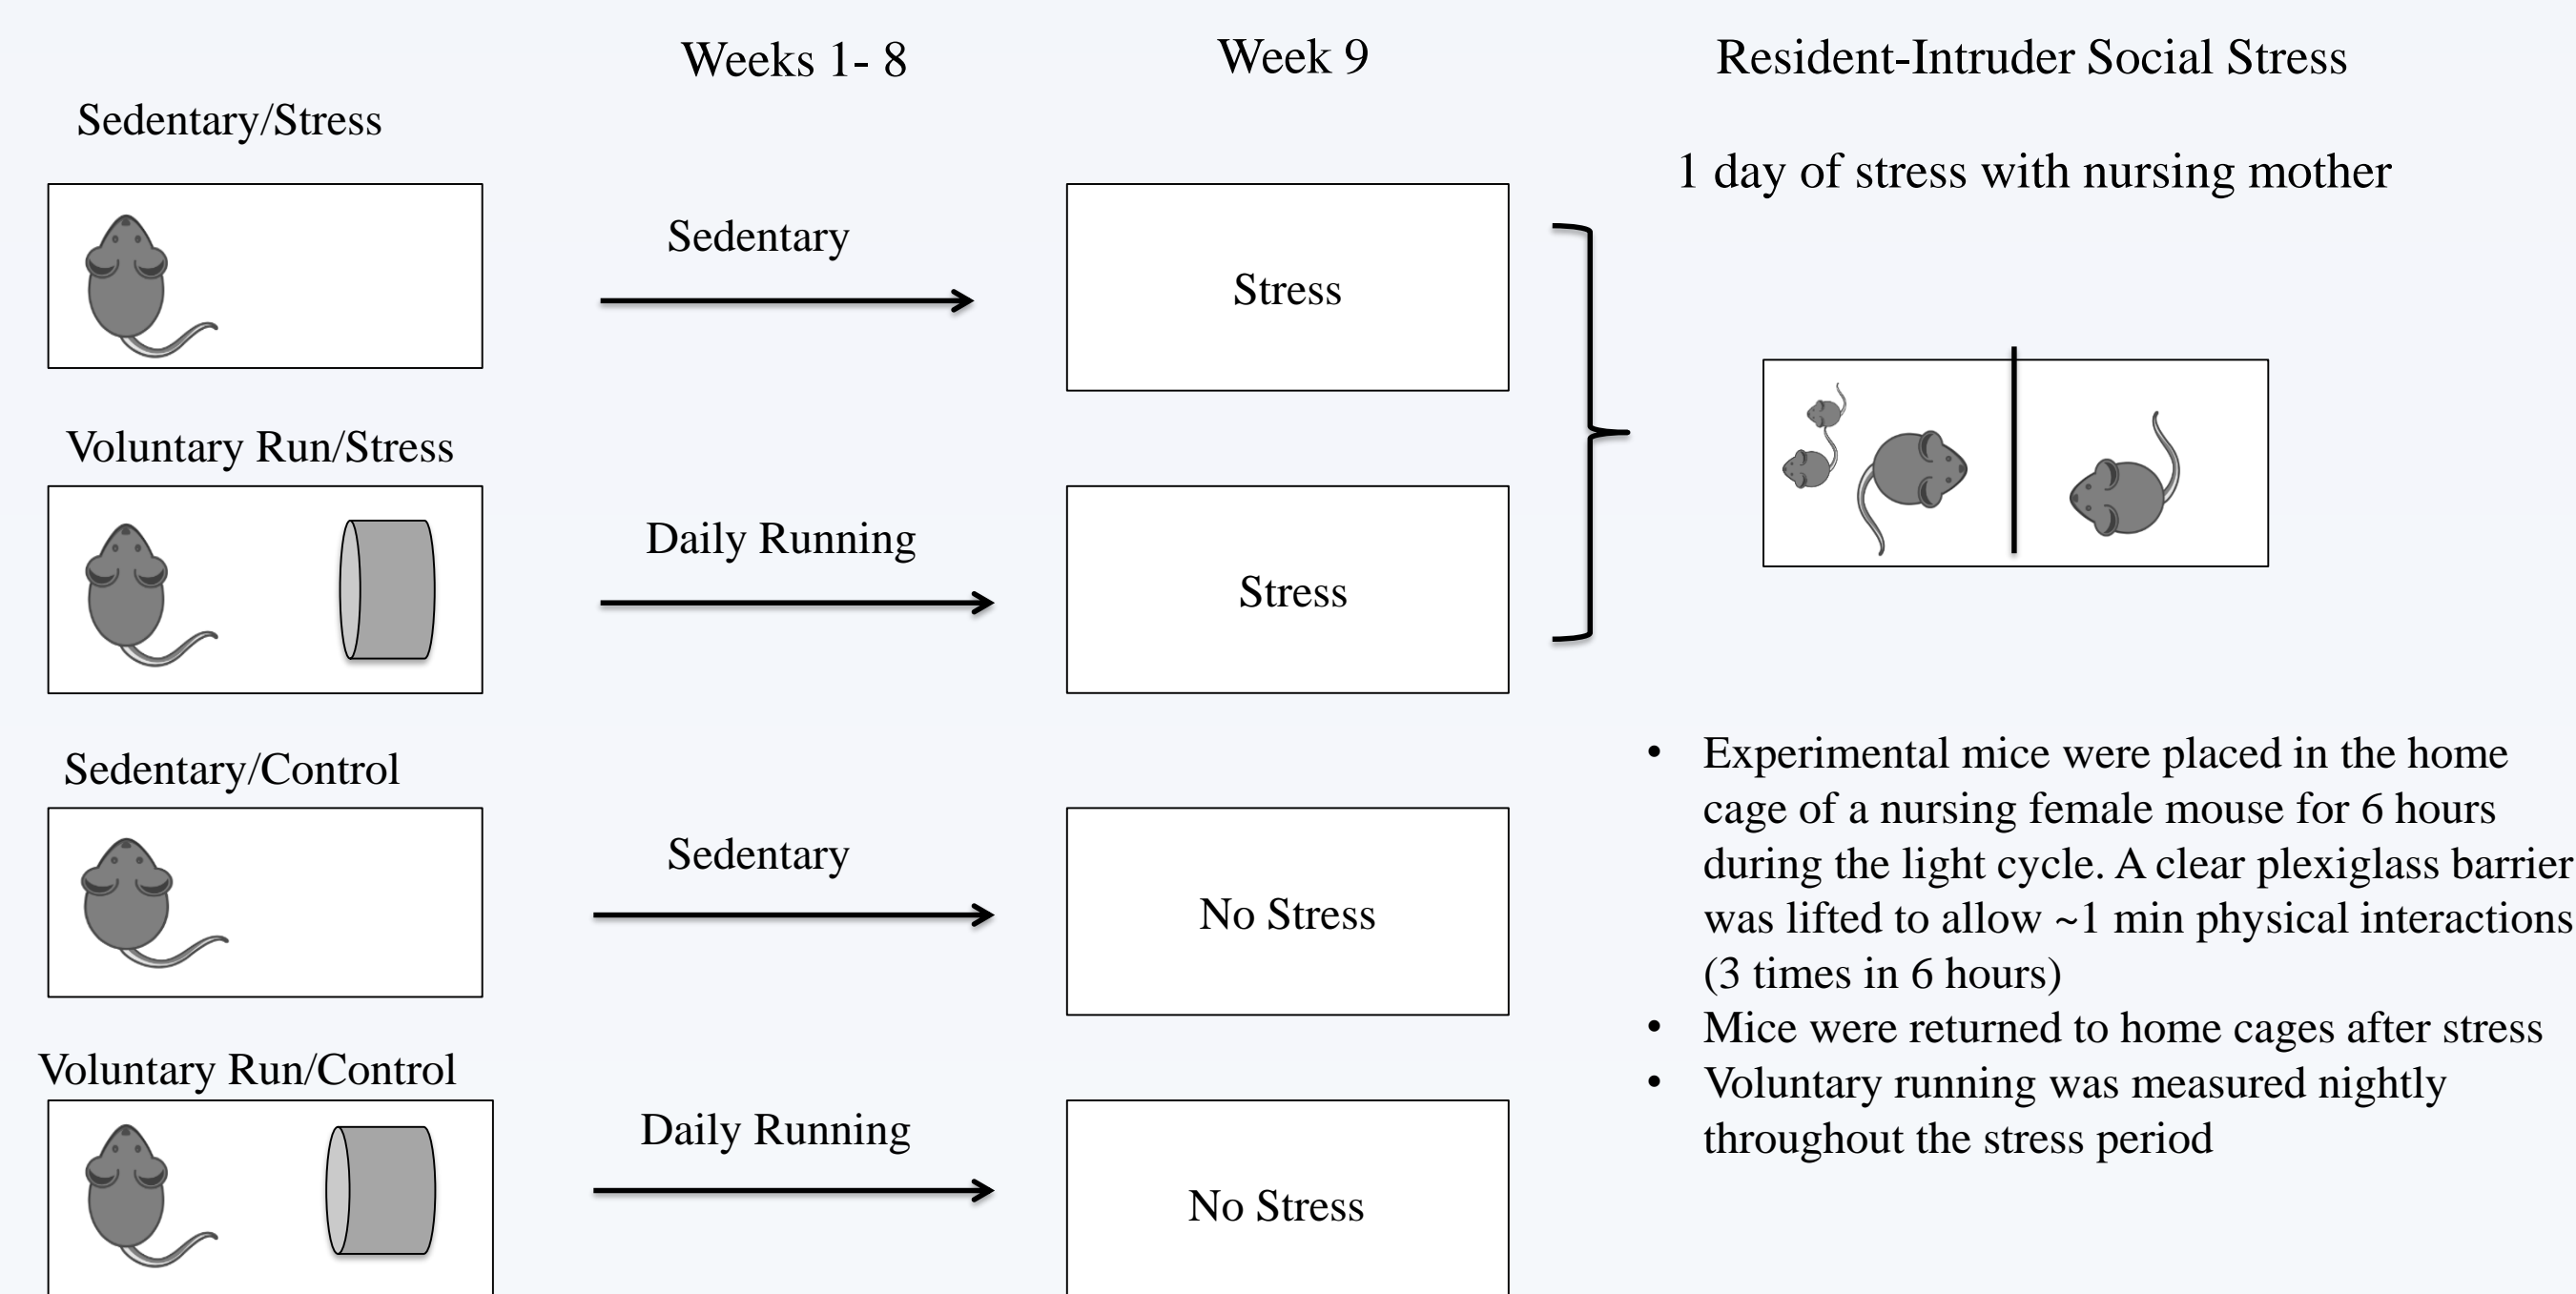 Weeks 1- 8
Week 9
Resident-Intruder Social Stress
Sedentary/Stress
1 day of stress with nursing mother
Sedentary
Stress
Voluntary Run/Stress
Daily Running
Stress
Sedentary/Control
Sedentary
No Stress
Voluntary Run/Control
Daily Running
No Stress
• Experimental mice were placed in the home
cage of a nursing female mouse for 6 hours
during the light cycle. A clear plexiglass barrier
was lifted to allow ~1 min physical interactions
(3 times in 6 hours)
• Mice were returned to home cages after stress
• Voluntary running was measured nightly
throughout the stress period